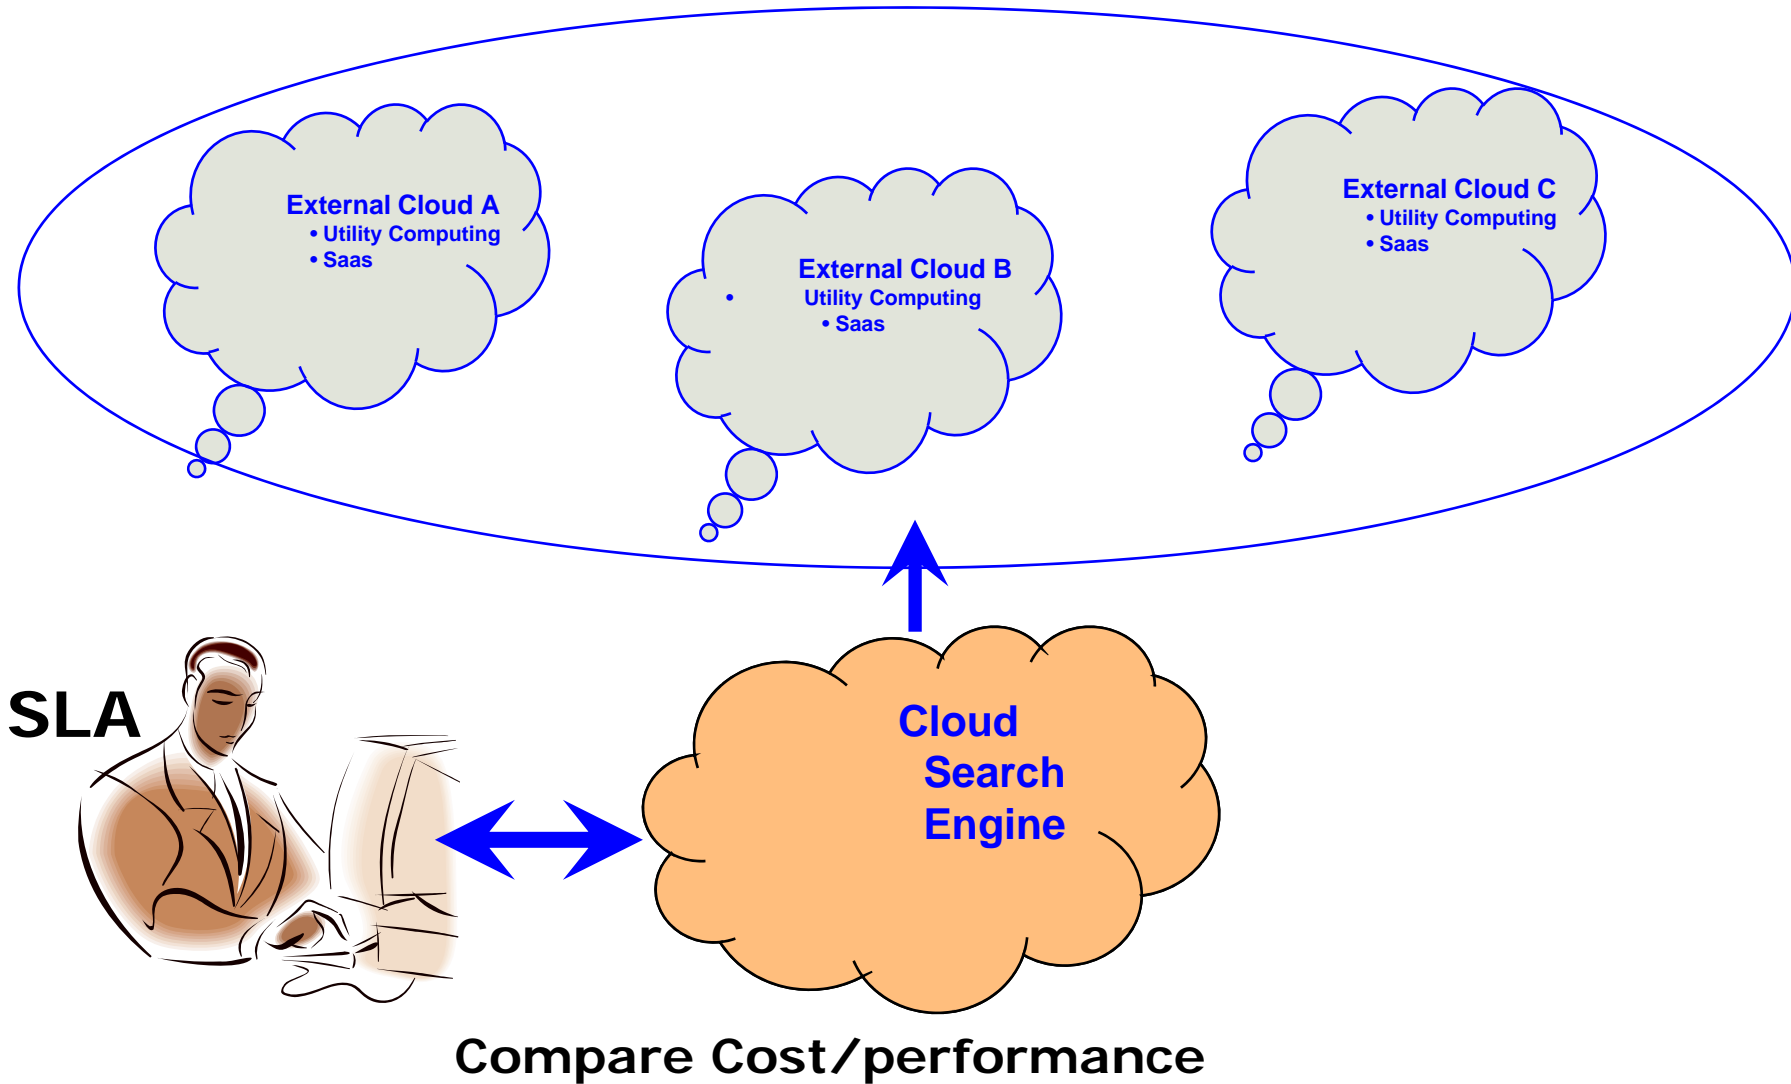 External Cloud A
• Utility Computing
• Saas
External Cloud B
• Utility Computing
• Saas
External Cloud C
• Utility Computing
• Saas
SLA
Cloud
Search
Engine
Compare Cost/performance